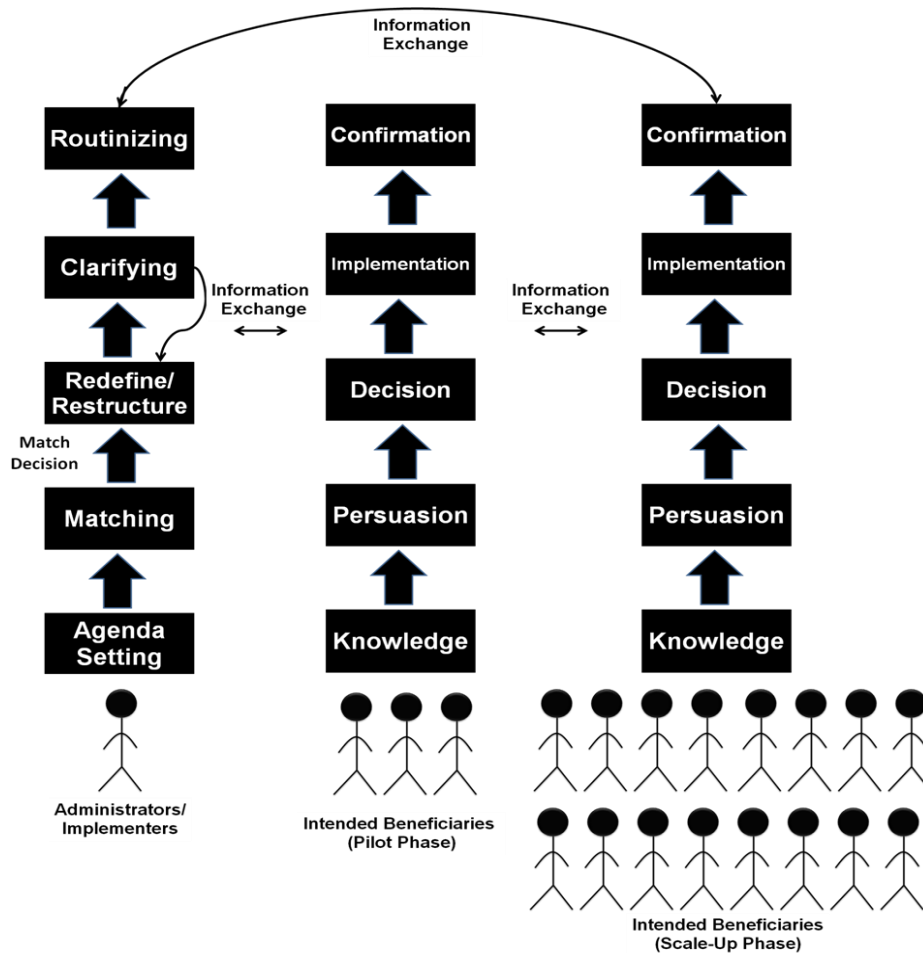 Information
Exchange
Routinizing
Confirmation
Confirmation
Clarifying
Implementation
Implementation
Information
Exchange
Information
Exchange
Redefine/
Restructure
Decision
Decision
Match
Decision
Matching
Persuasion
Persuasion
Agenda
Setting
Knowledge
Knowledge
Administrators/
Implementers
Intended Beneficiaries
(Pilot Phase)
Intended Beneficiaries
(Scale-Up Phase)